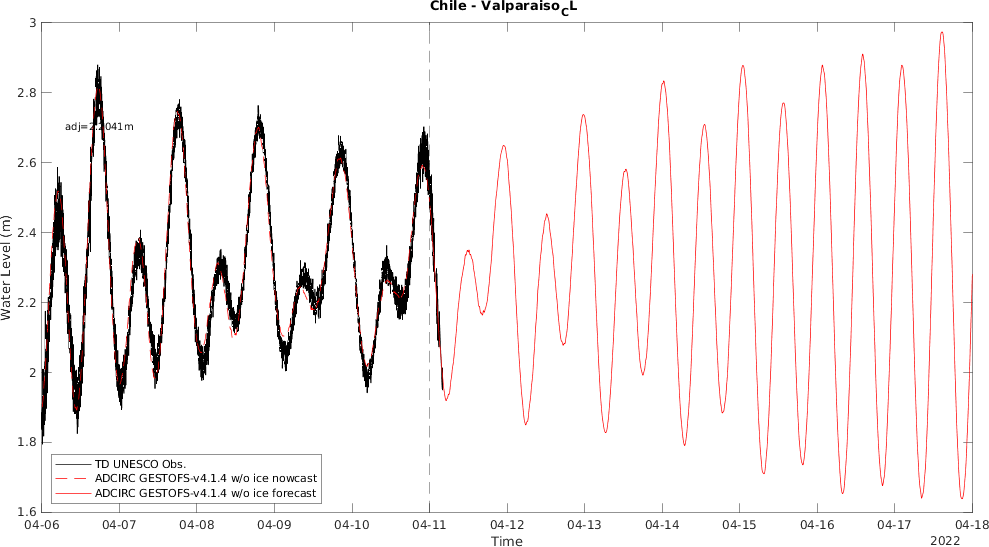 Chile - Valparaiso_CL
3
2.8
adj=2.2041m
2.6
2.4
Water Level (m)
2.2
2
1.8
TD UNESCO Obs.
ADCIRC GESTOFS-v4.1.4 w/o ice nowcast
ADCIRC GESTOFS-v4.1.4 w/o ice forecast
1.6
04-06 04-07 04-08 04-09 04-10 04-11 04-12 04-13 04-14 04-15 04-16 04-17 04-18
Time
2022